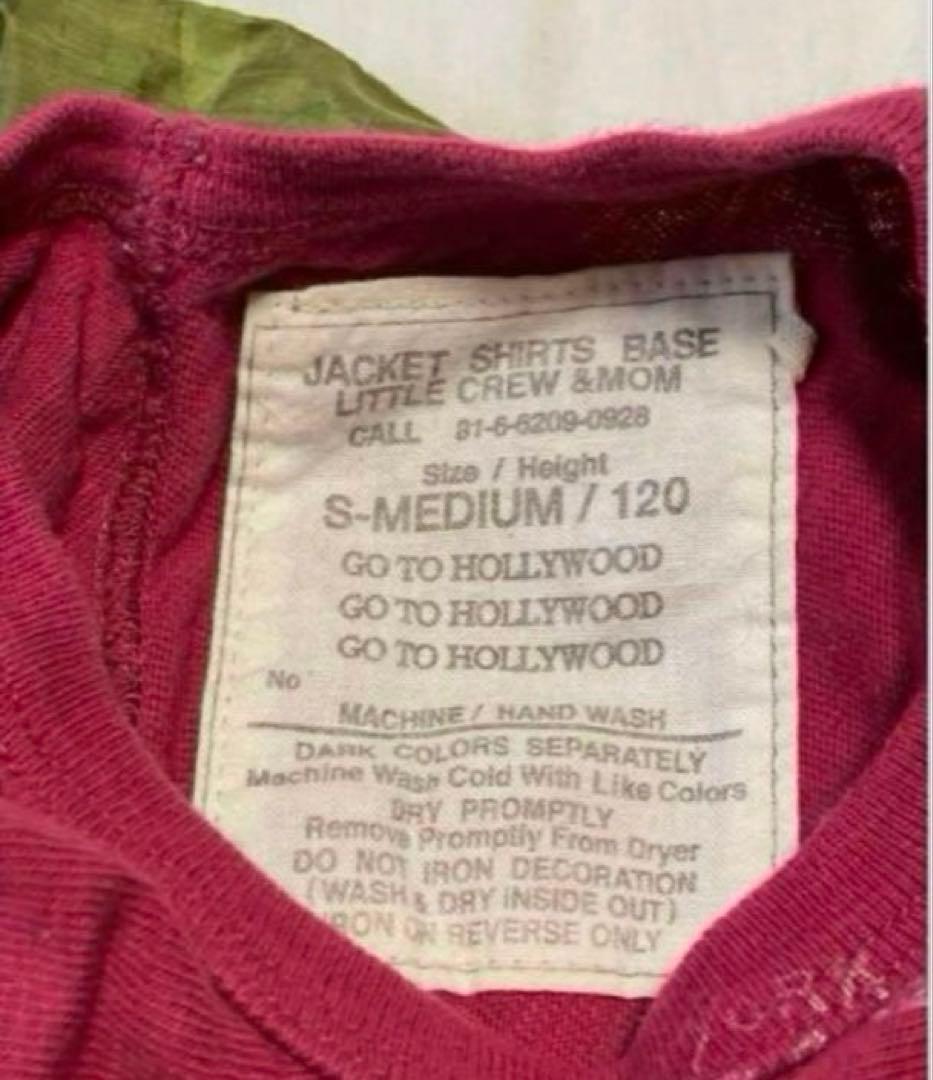 JACKET SHIRTS BASE
LITTLE CREW &MOM
CALL 81-6-6209-0928
Size / Height
S-MEDIUM / 120
GO TO HOLLYWOOD
GO TO HOLLYWOOD
GO TO HOLLYWOOD
No
MACHINE / HAND WASH
DARK COLORS SEPARATELY
Machine Wash Cold With Like Colors
DRY PROMPTLY
Remove Promptly From Dryer
DO NOT IRON DECORATION
(WASH & DRY INSIDE OUT)
IRON ON REVERSE ONLY